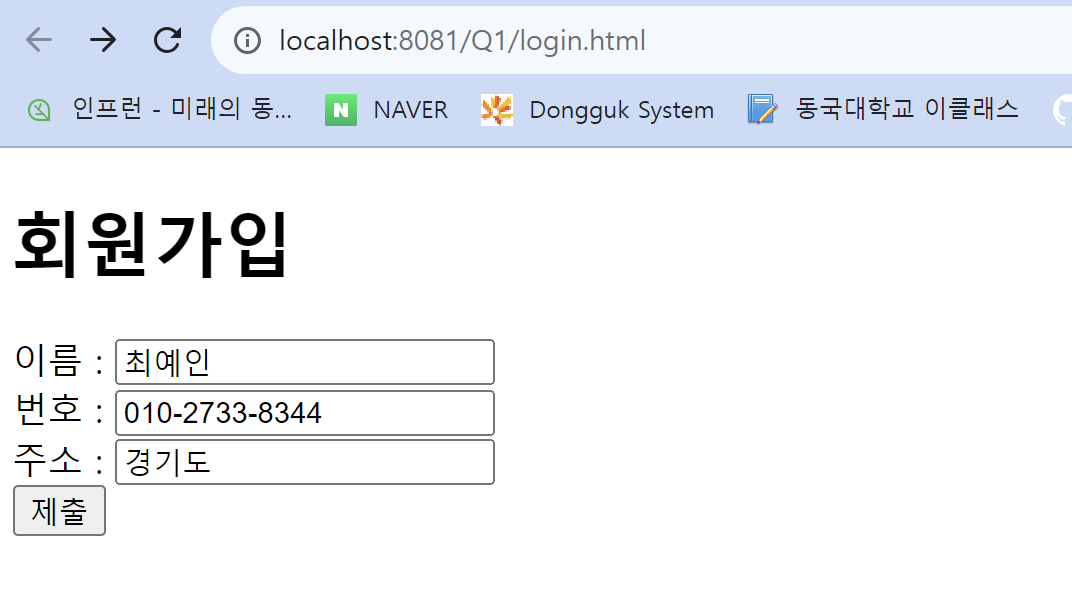 localhost:8081/Q1/login.html
인프런 - 미래의 동...
N NAVER
Dongguk System
동국대학교 이클래스
회원가입
이름 : 최예인
번호 : 010-2733-8344
주소 : 경기도
제출